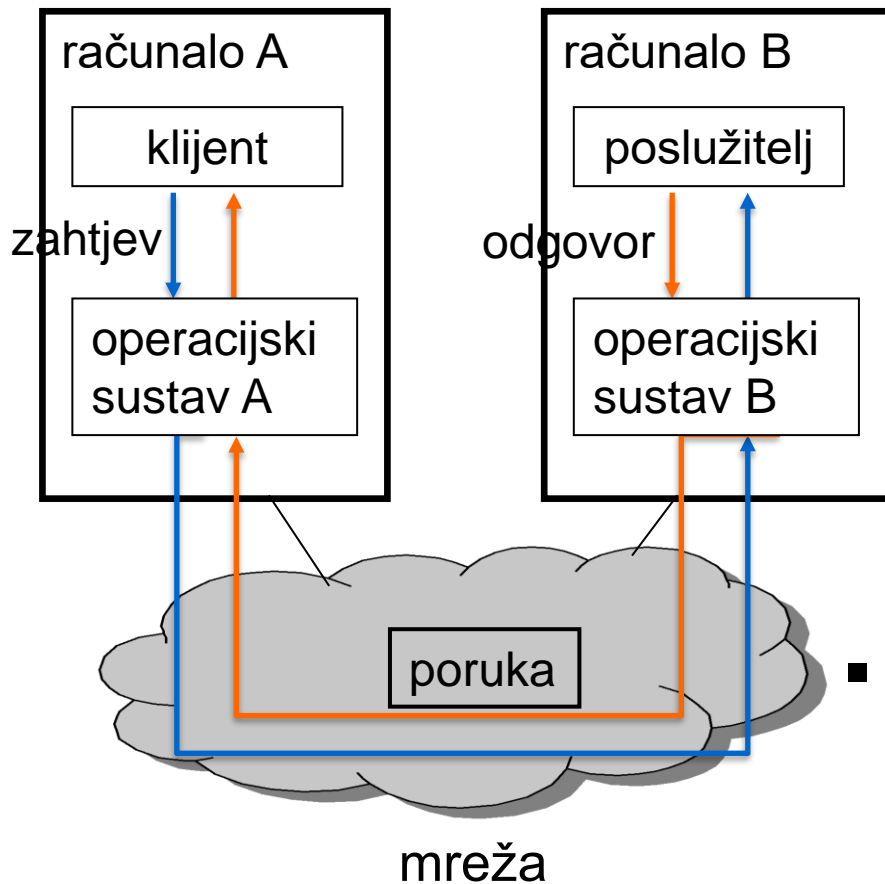 računalo A
klijent
zahtjev
operacijski
sustav A
računalo B
poslužitelj
odgovor
operacijski
sustav B
poruka
mreža